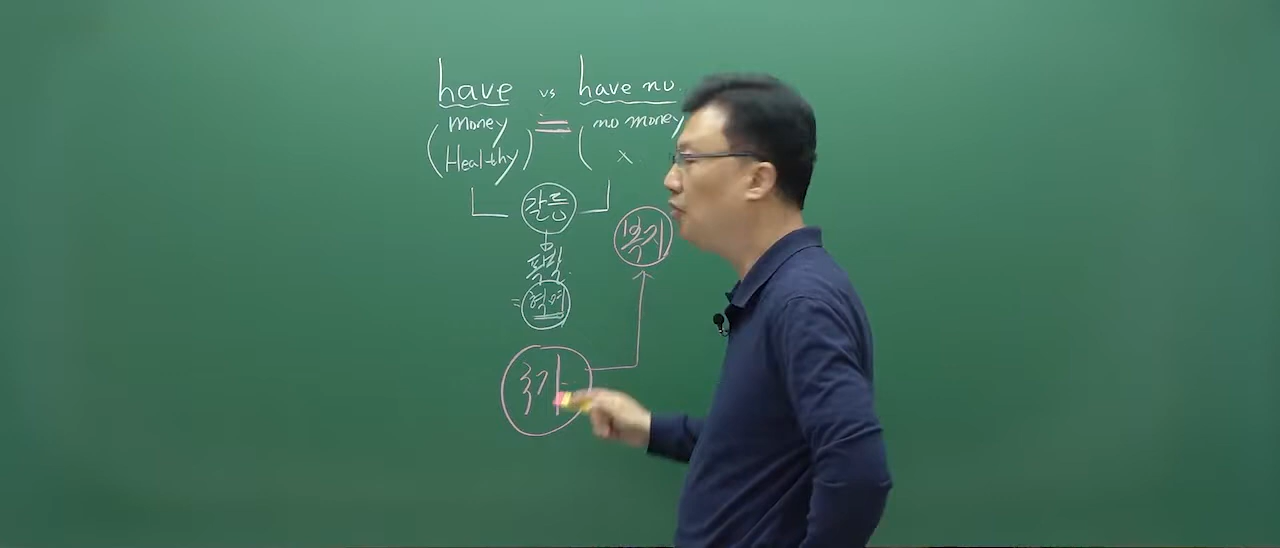 have vs have no
(Money) = (no money
(Healthy) ( X
갈등
폭발
= 혁명
복지
국가